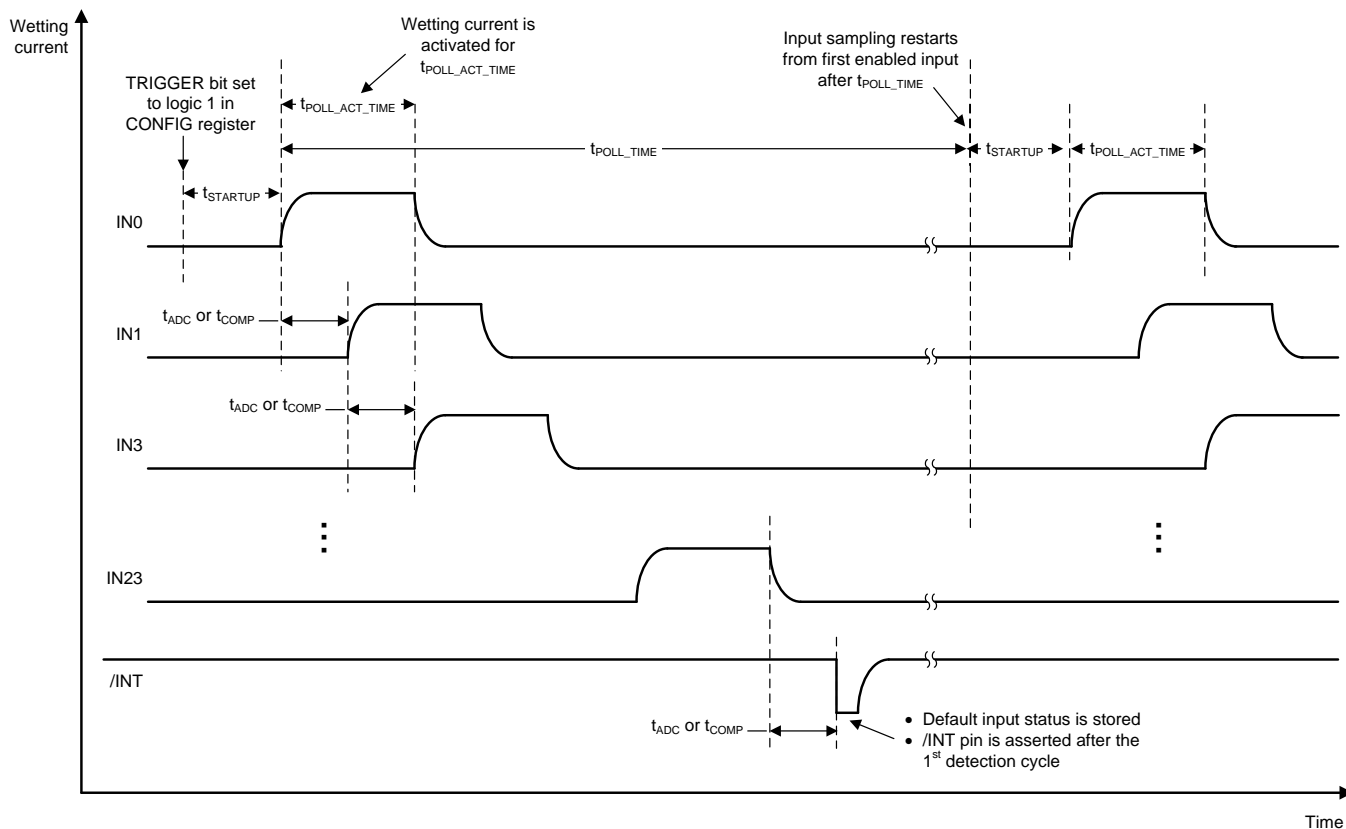 Wetting
current
Wetting current is
activated for
tPOLL_ACT_TIME
Input sampling restarts
from first enabled input
after tPOLL_TIME
TRIGGER bit set
to logic 1 in
CONFIG register
tPOLL_ACT_TIME
tPOLL_TIME
tSTARTUP
tPOLL_ACT_TIME
tSTARTUP
IN0
tADC or tCOMP
IN1
tADC or tCOMP
IN3
IN23
/INT
tADC or tCOMP
• Default input status is stored
• /INT pin is asserted after the
1st detection cycle
Time